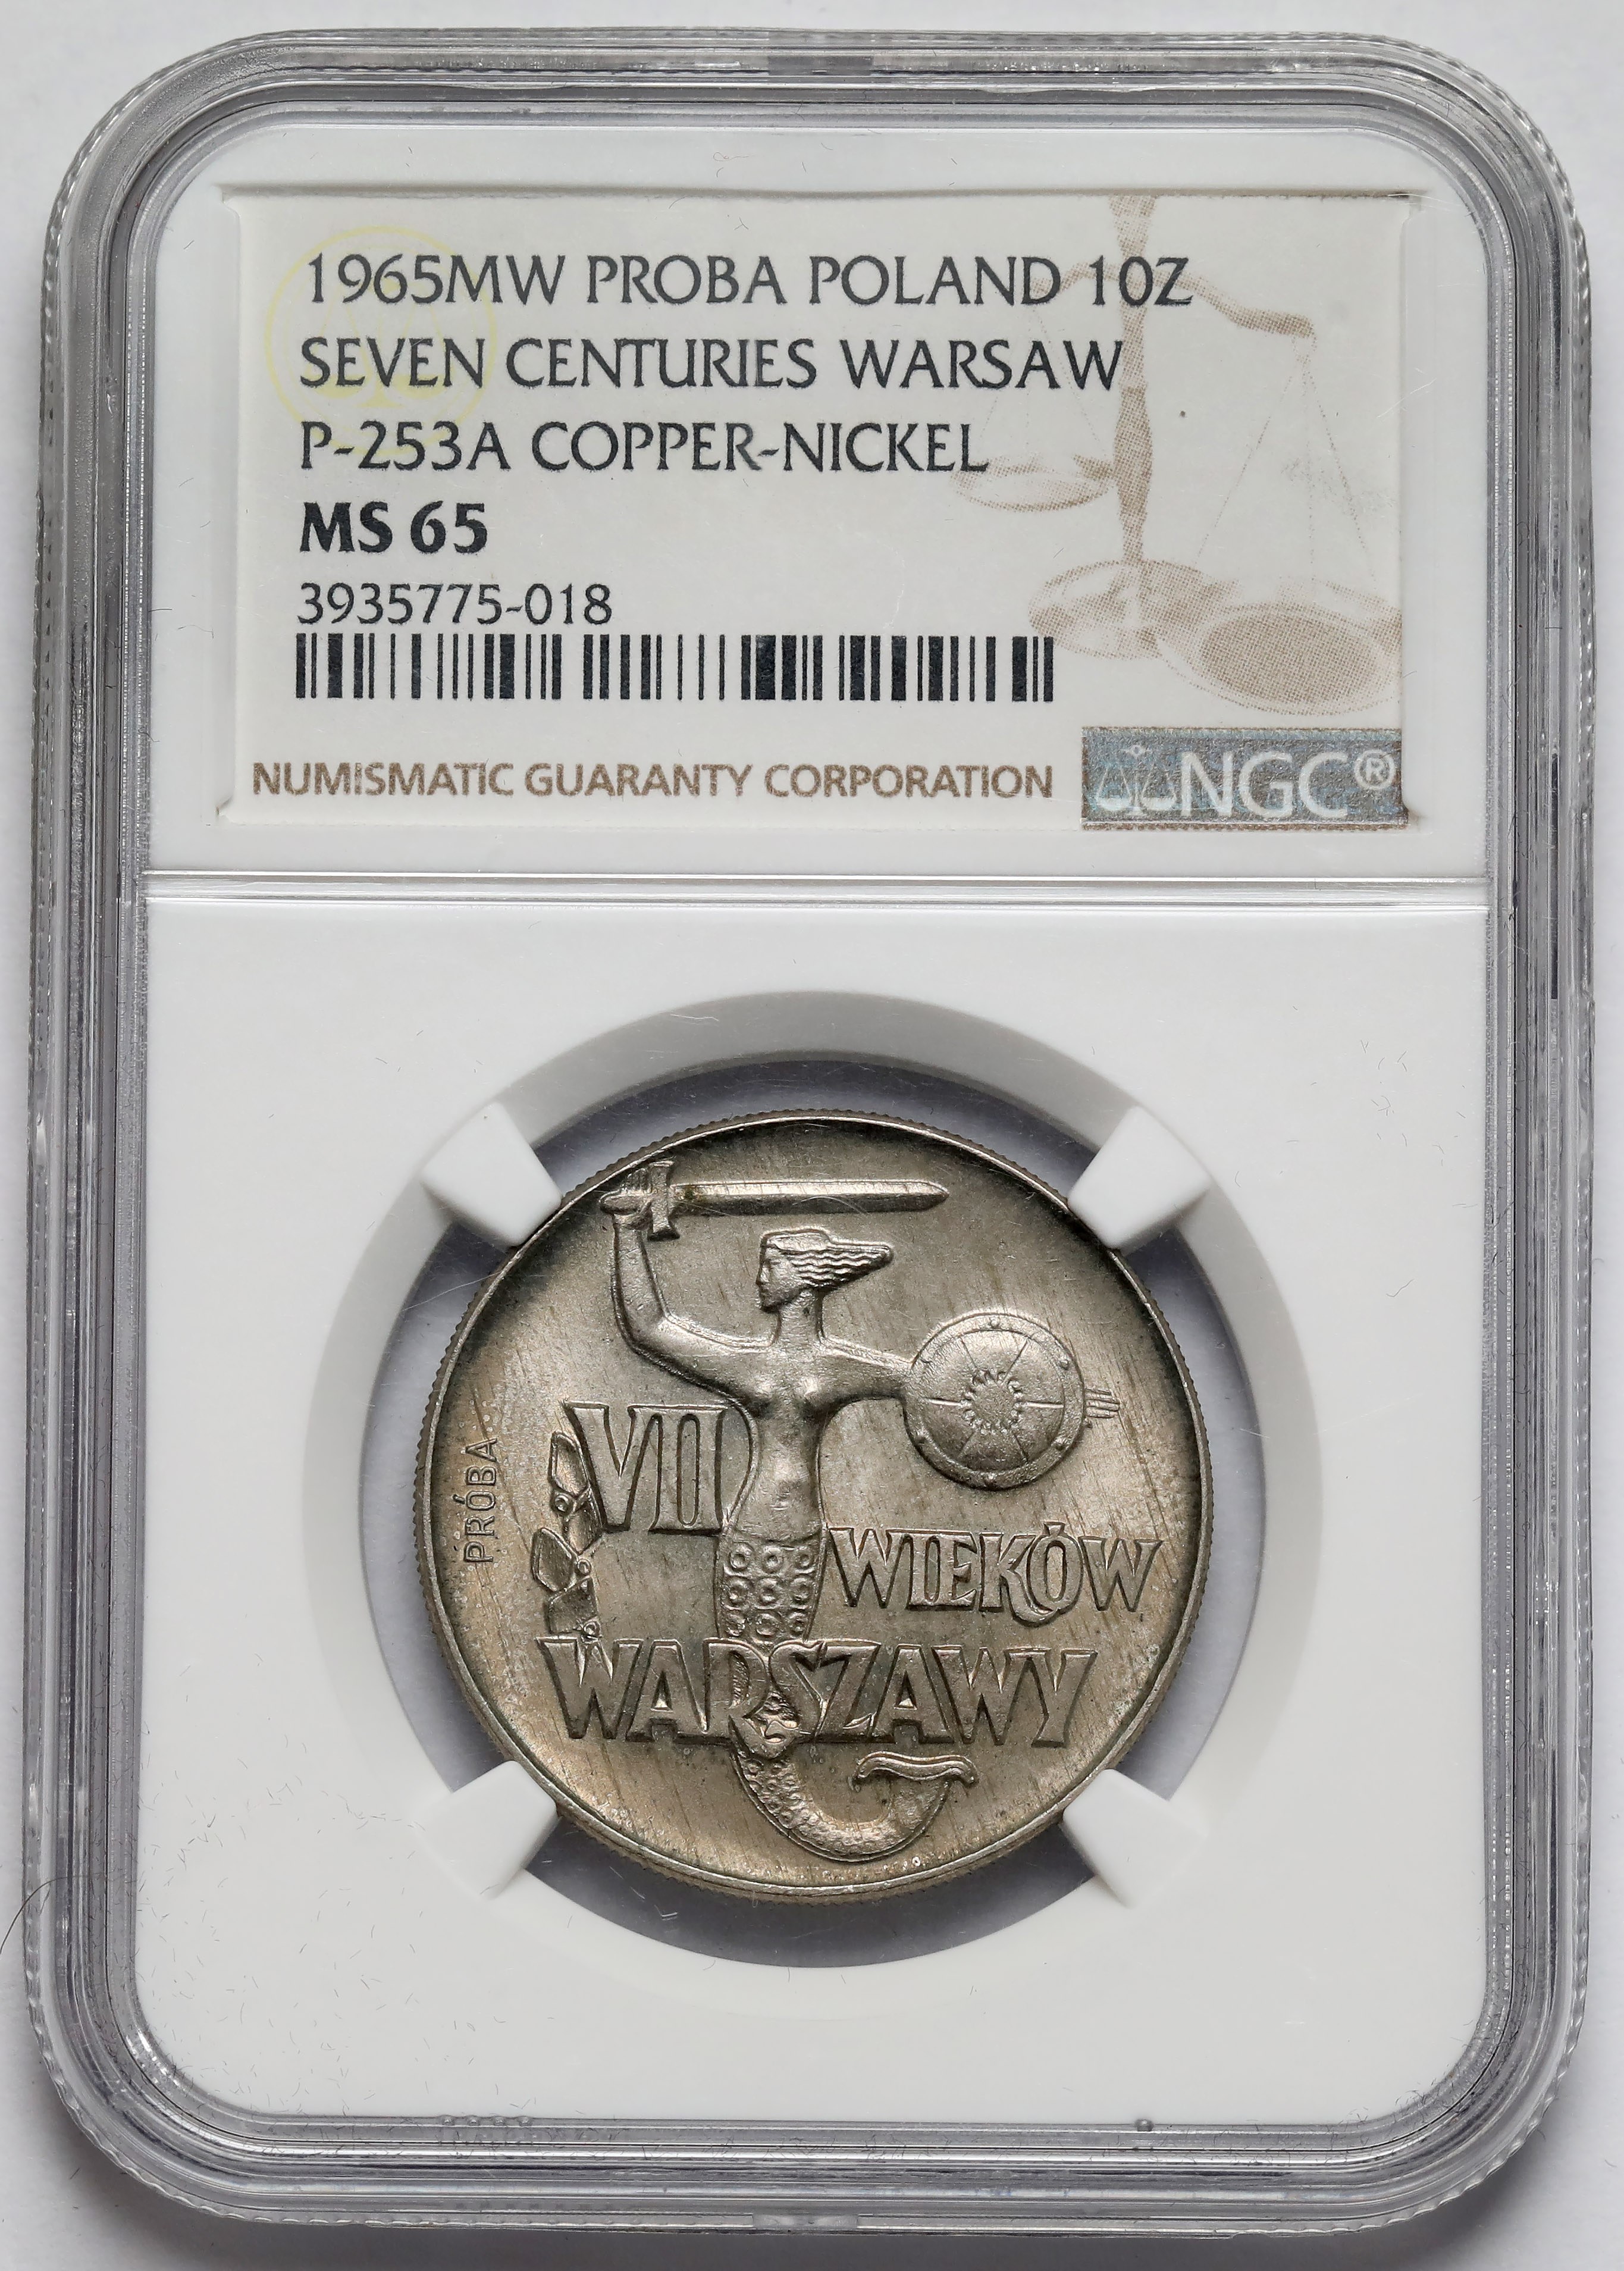 1965MW PROBA POLAND 10Z
SEVEN CENTURIES WARSAW
P-253A COPPER-NICKEL
MS 65
3935775-018
NUMISMATIC GUARANTY CORPORATION
NGC®
PRÓBA
VII
WIEKÓW
WARSZAWY